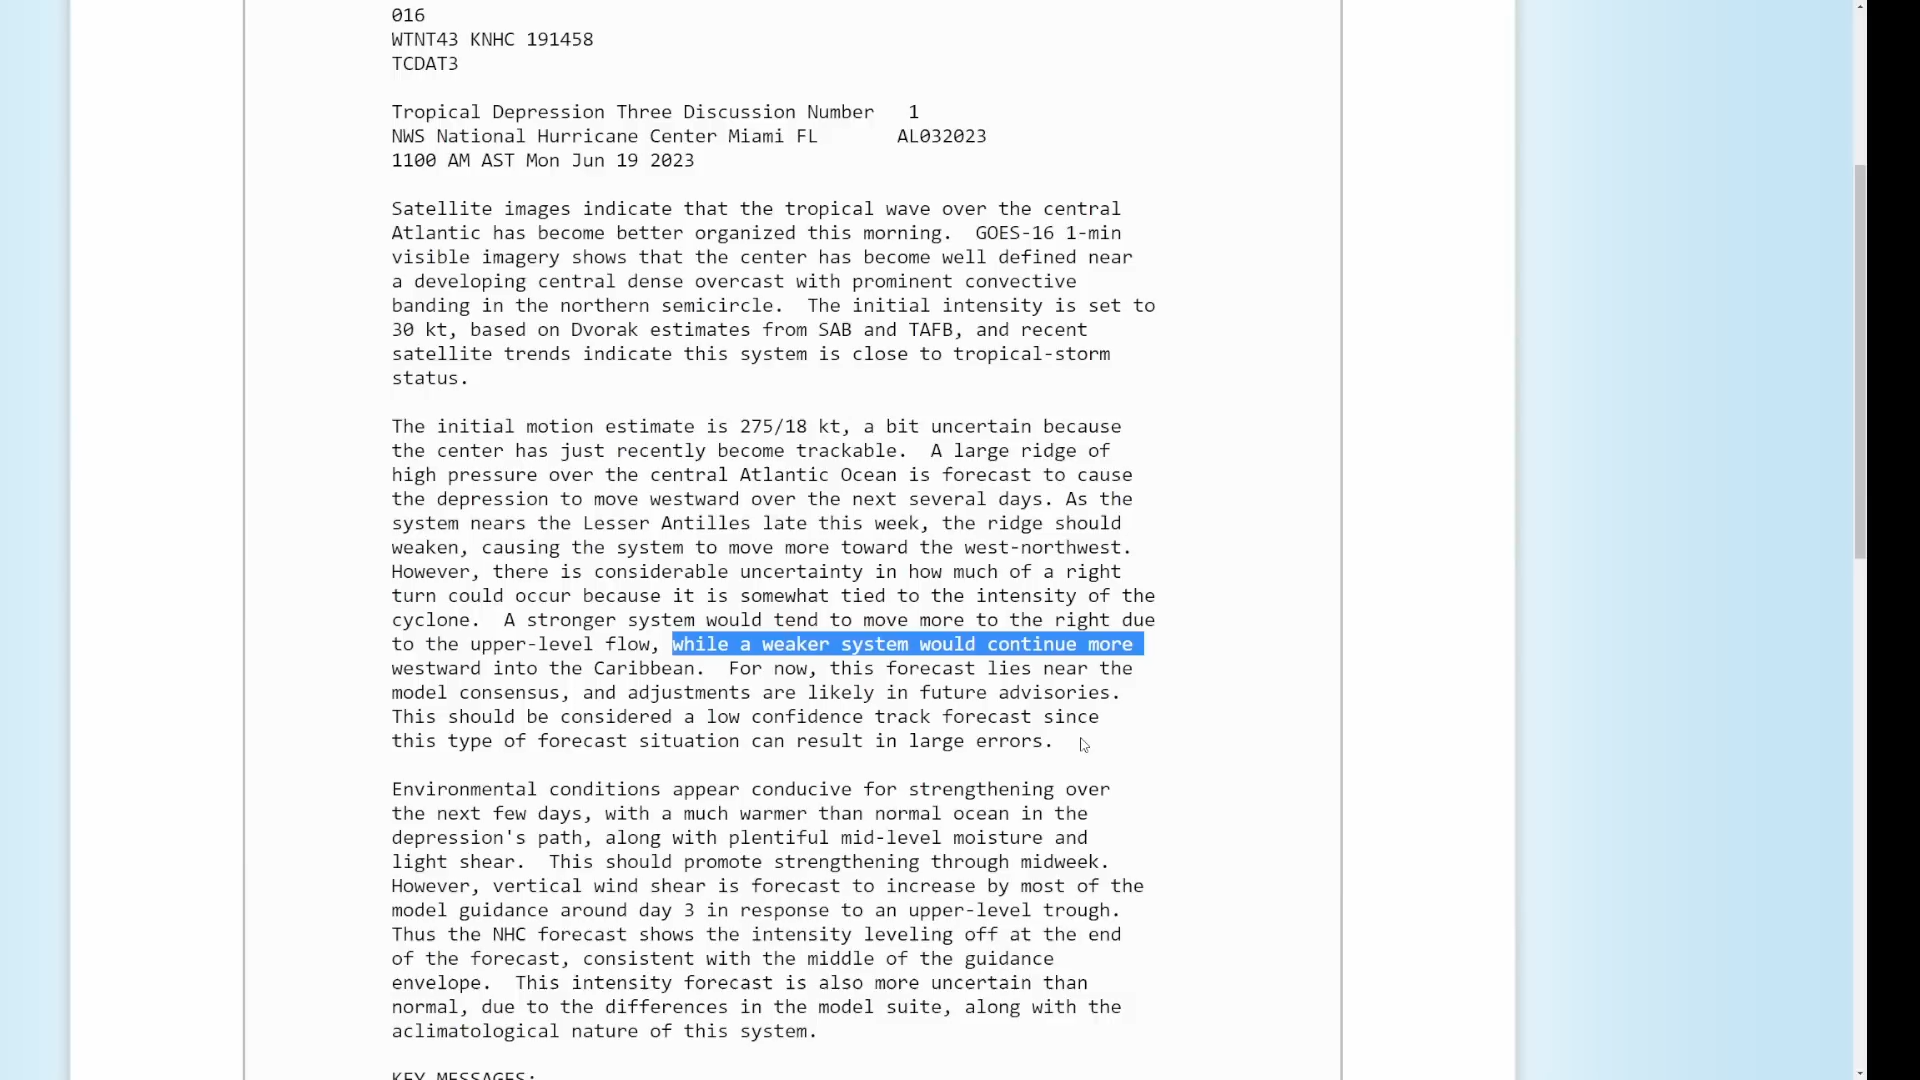 016
WTNT43 KNHC 191458
TCDAT3
Tropical Depression Three Discussion Number 1
NWS National Hurricane Center Miami FL AL032023
1100 AM AST Mon Jun 19 2023
Satellite images indicate that the tropical wave over the central
Atlantic has become better organized this morning. GOES-16 1-min
visible imagery shows that the center has become well defined near
a developing central dense overcast with prominent convective
banding in the northern semicircle. The initial intensity is set to
30 kt, based on Dvorak estimates from SAB and TAFB, and recent
satellite trends indicate this system is close to tropical-storm
status.
The initial motion estimate is 275/18 kt, a bit uncertain because
the center has just recently become trackable. A large ridge of
high pressure over the central Atlantic Ocean is forecast to cause
the depression to move westward over the next several days. As the
system nears the Lesser Antilles late this week, the ridge should
weaken, causing the system to move more toward the west-northwest.
However, there is considerable uncertainty in how much of a right
turn could occur because it is somewhat tied to the intensity of the
cyclone. A stronger system would tend to move more to the right due
to the upper-level flow, while a weaker system would continue more
westward into the Caribbean. For now, this forecast lies near the
model consensus, and adjustments are likely in future advisories.
This should be considered a low confidence track forecast since
this type of forecast situation can result in large errors.
Environmental conditions appear conducive for strengthening over
the next few days, with a much warmer than normal ocean in the
depression's path, along with plentiful mid-level moisture and
light shear. This should promote strengthening through midweek.
However, vertical wind shear is forecast to increase by most of the
model guidance around day 3 in response to an upper-level trough.
Thus the NHC forecast shows the intensity leveling off at the end
of the forecast, consistent with the middle of the guidance
envelope. This intensity forecast is also more uncertain than
normal, due to the differences in the model suite, along with the
aclimatological nature of this system.
KEY MESSAGES: